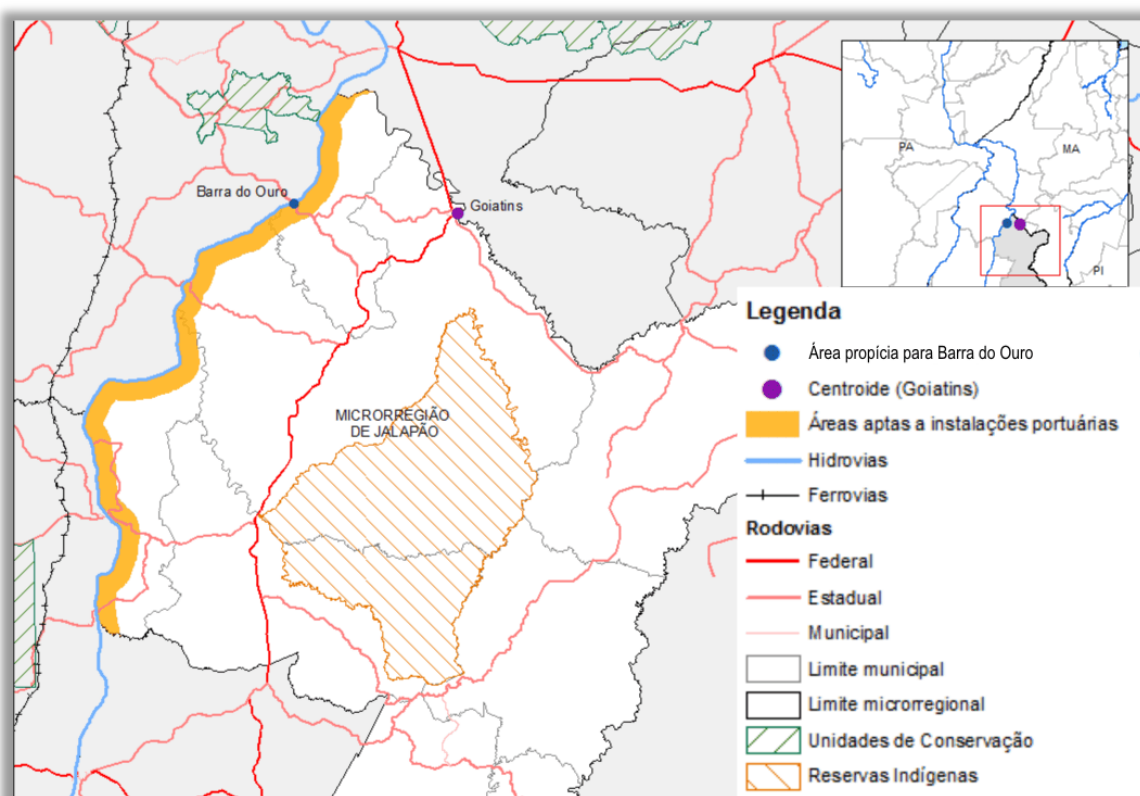 Barra do Ouro
Goiatins
MICRORREGIÃO
DE JALAPÃO
PA
MA
PI
Legenda
Área propícia para Barra do Ouro
Centroide (Goiatins)
Áreas aptas a instalações portuárias
Hidrovias
Ferrovias
Rodovias
Federal
Estadual
Municipal
Limite municipal
Limite microrregional
Unidades de Conservação
Reservas Indígenas